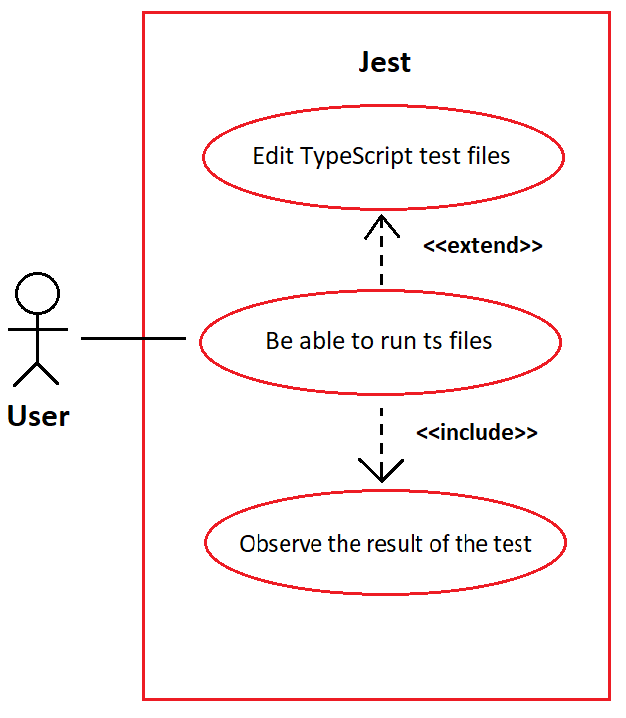 Jest
Edit TypeScript test files
<<extend>>
Be able to run ts files
User
<<include>>
Observe the result of the test